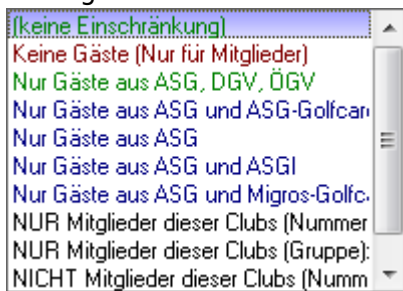 (keine Einschränkung)
Keine Gäste (Nur für Mitglieder)
Nur Gäste aus ASG, DGV, ÖGV
Nur Gäste aus ASG und ASG-Golfcar
Nur Gäste aus ASG
Nur Gäste aus ASG und ASGI
Nur Gäste aus ASG und Migros-Golfc
NUR Mitglieder dieser Clubs (Nummer
NUR Mitglieder dieser Clubs (Gruppe):
NICHT Mitglieder dieser Clubs (Numm